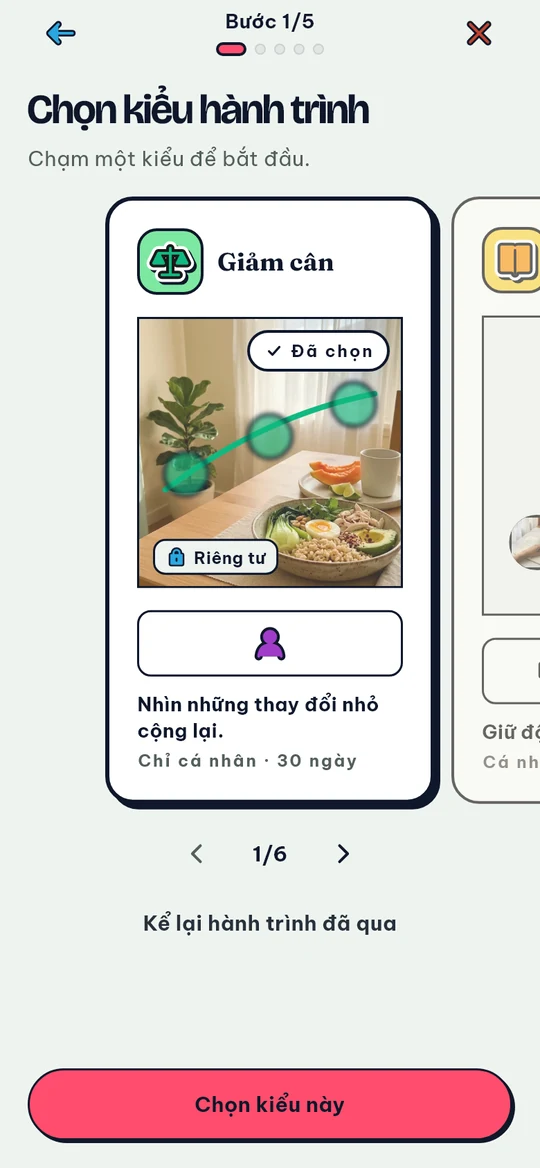 Bước 1/5
Chọn kiểu hành trình
Chạm một kiểu để bắt đầu.
Giảm cân
Đã chọn
Riêng tư
Nhìn những thay đổi nhỏ
cộng lại.
Chỉ cá nhân · 30 ngày
Giữ
Cá
1/6
Kể lại hành trình đã qua
Chọn kiểu này